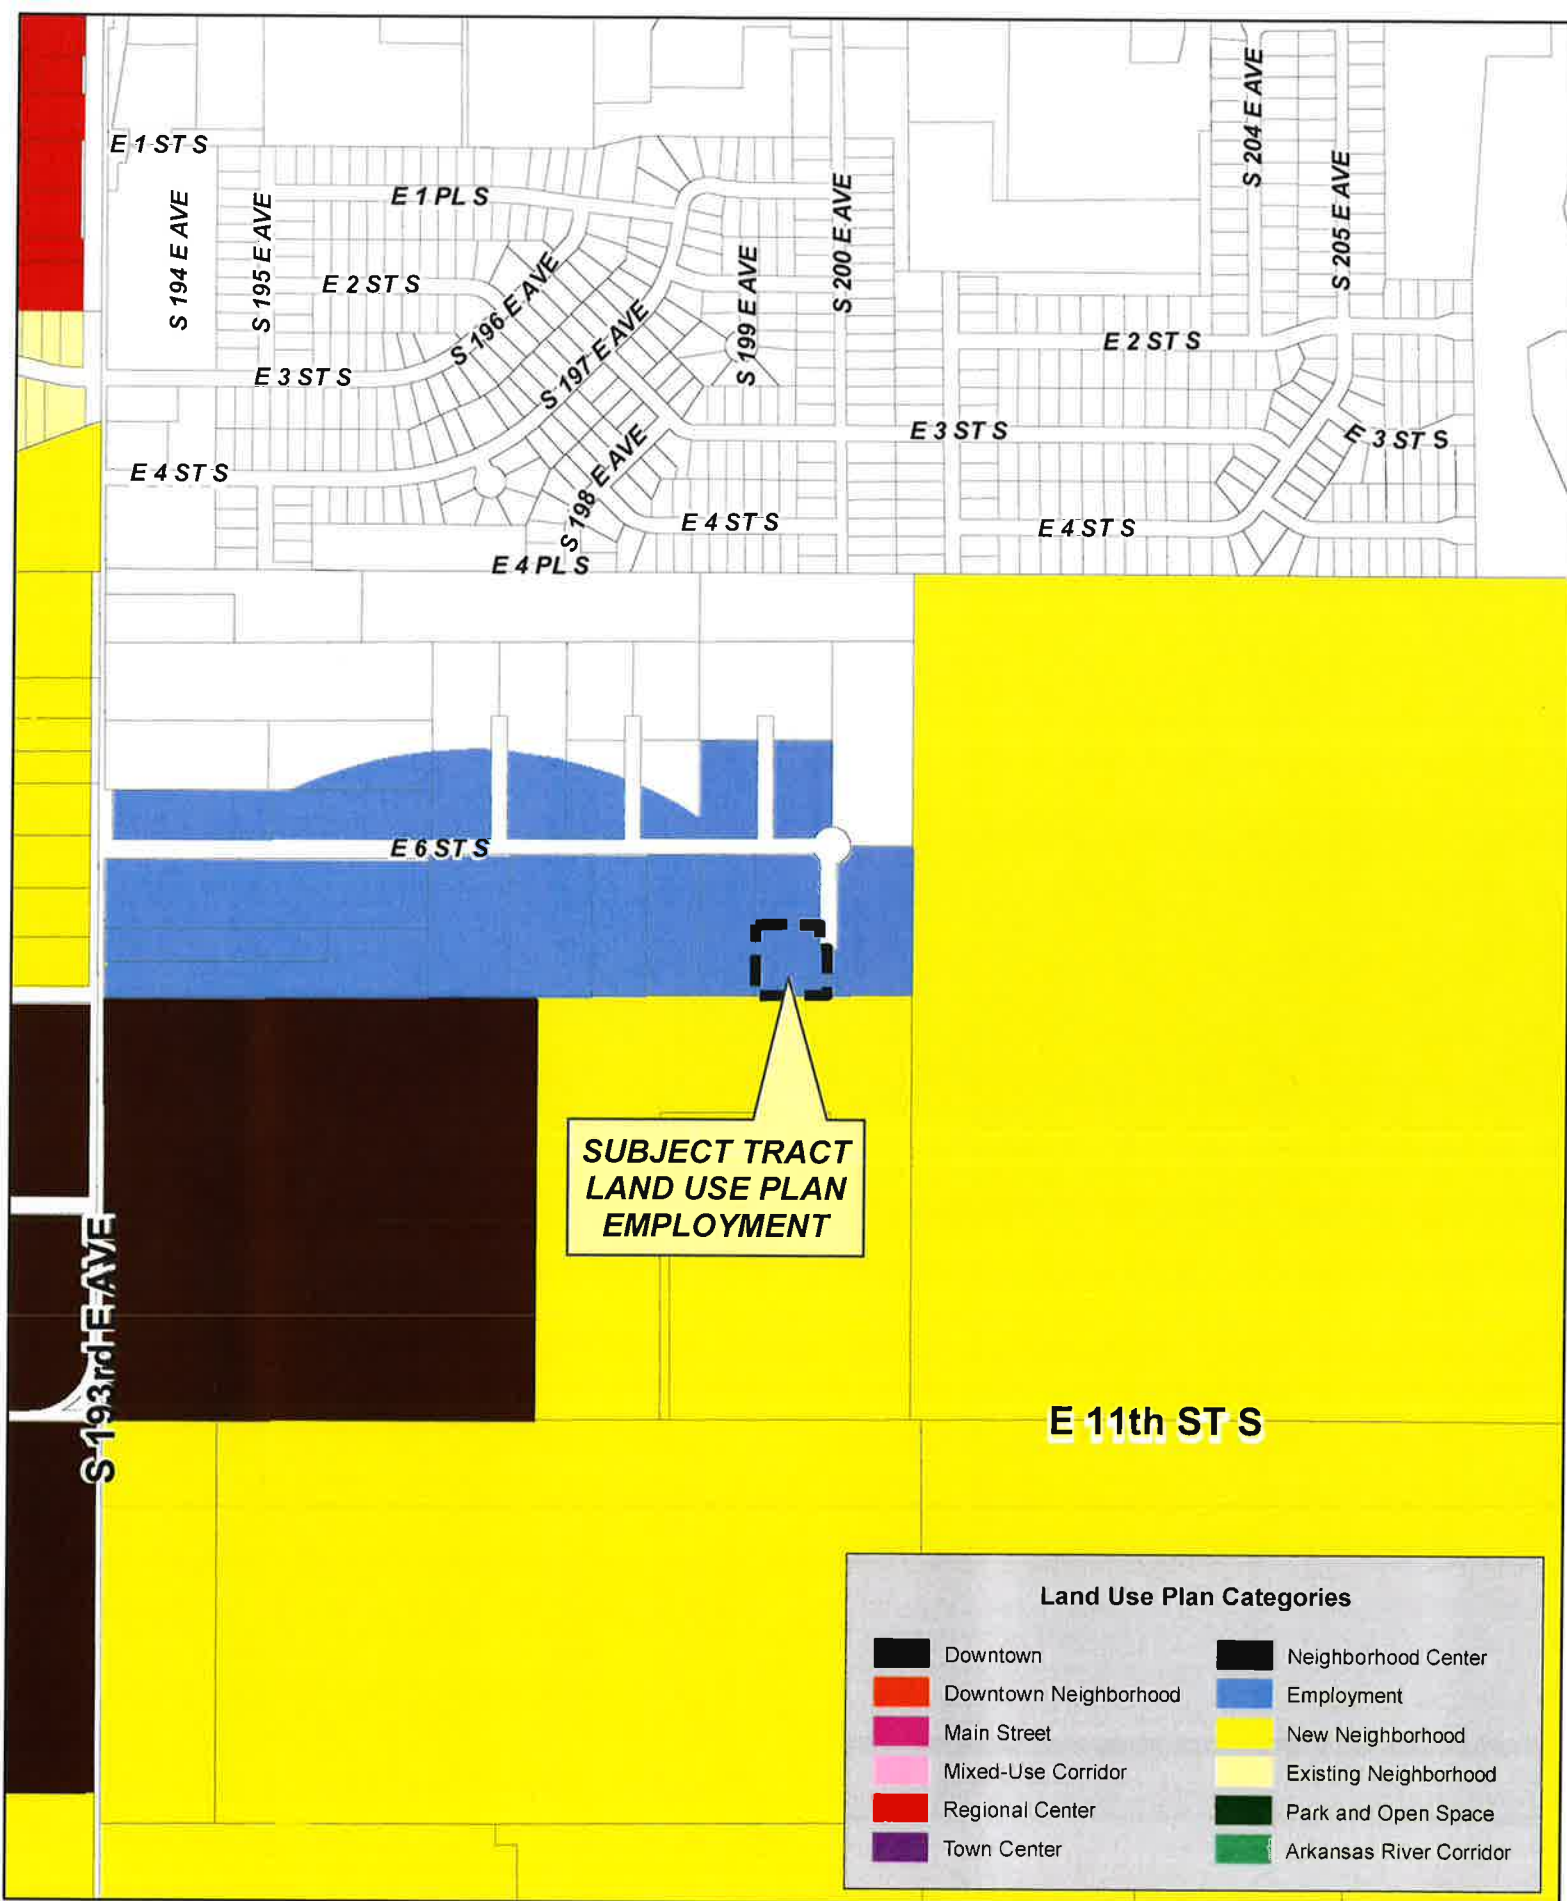 E 1 ST S
S 204 E AVE
S 205 E AVE
E 1 PL S
S 194 E AVE
S 195 E AVE
S 200 E AVE
E 2 ST S
S 196 E AVE
S 199 E AVE
E 2 ST S
S 197 E AVE
E 3 ST S
E 3 ST S
E 3 ST S
E 4 ST S
S 198 E AVE
E 4 ST S
E 4 ST S
E 4 PL S
E 6 ST S
SUBJECT TRACT
LAND USE PLAN
EMPLOYMENT
S 193rd E AVE
E 11th ST S
Land Use Plan Categories
Downtown
Downtown Neighborhood
Main Street
Mixed-Use Corridor
Regional Center
Town Center
Neighborhood Center
Employment
New Neighborhood
Existing Neighborhood
Park and Open Space
Arkansas River Corridor